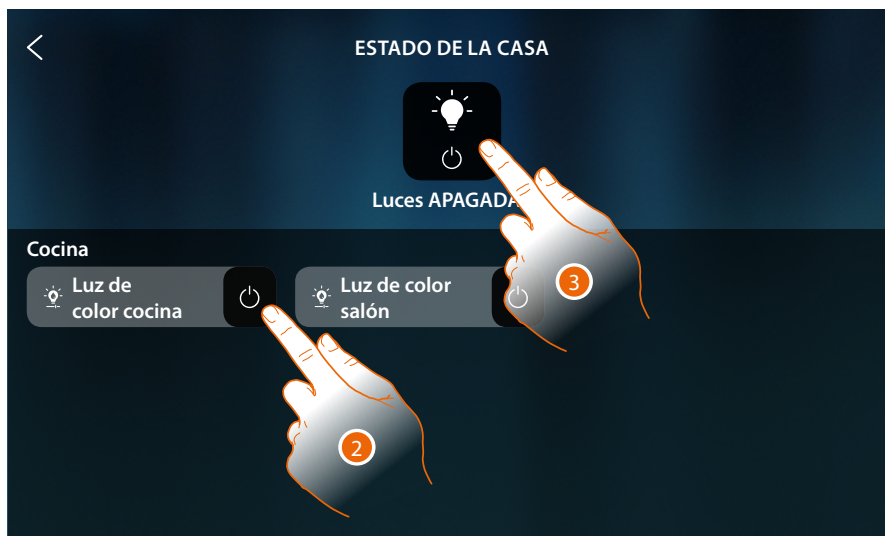 ESTADO DE LA CASA
Luces APAGADA
Cocina
Luz de
color cocina
Luz de color
salón
3
2